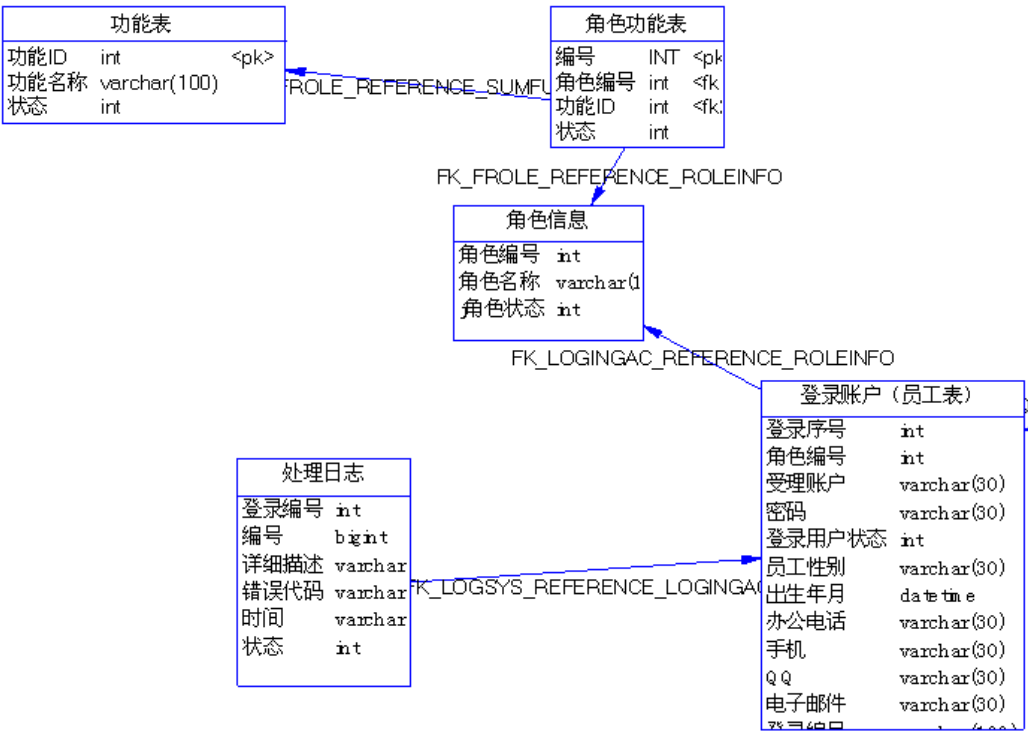 功能表
功能ID int <pk>
功能名称 varchar(100)
状态 int
角色功能表
编号 INT <pk
角色编号 int <fk
功能ID int <fk
状态 int
FROLE_REFERENCE_SUMFU
FK_FROLE_REFERENCE_ROLEINFO
角色信息
角色编号 int
角色名称 varchar(1
角色状态 int
FK_LOGINGAC_REFERENCE_ROLEINFO
登录账户（员工表）
登录序号 int
角色编号 int
受理账户 varchar(30)
密码 varchar(30)
登录用户状态 int
员工性别 varchar(30)
出生年月 datetime
办公电话 varchar(30)
手机 varchar(30)
QQ varchar(30)
电子邮件 varchar(30)
处理日志
登录编号 int
编号 bigint
详细描述 varchar
错误代码 varchar
时间 varchar
状态 int
FK_LOGSYS_REFERENCE_LOGINGAC